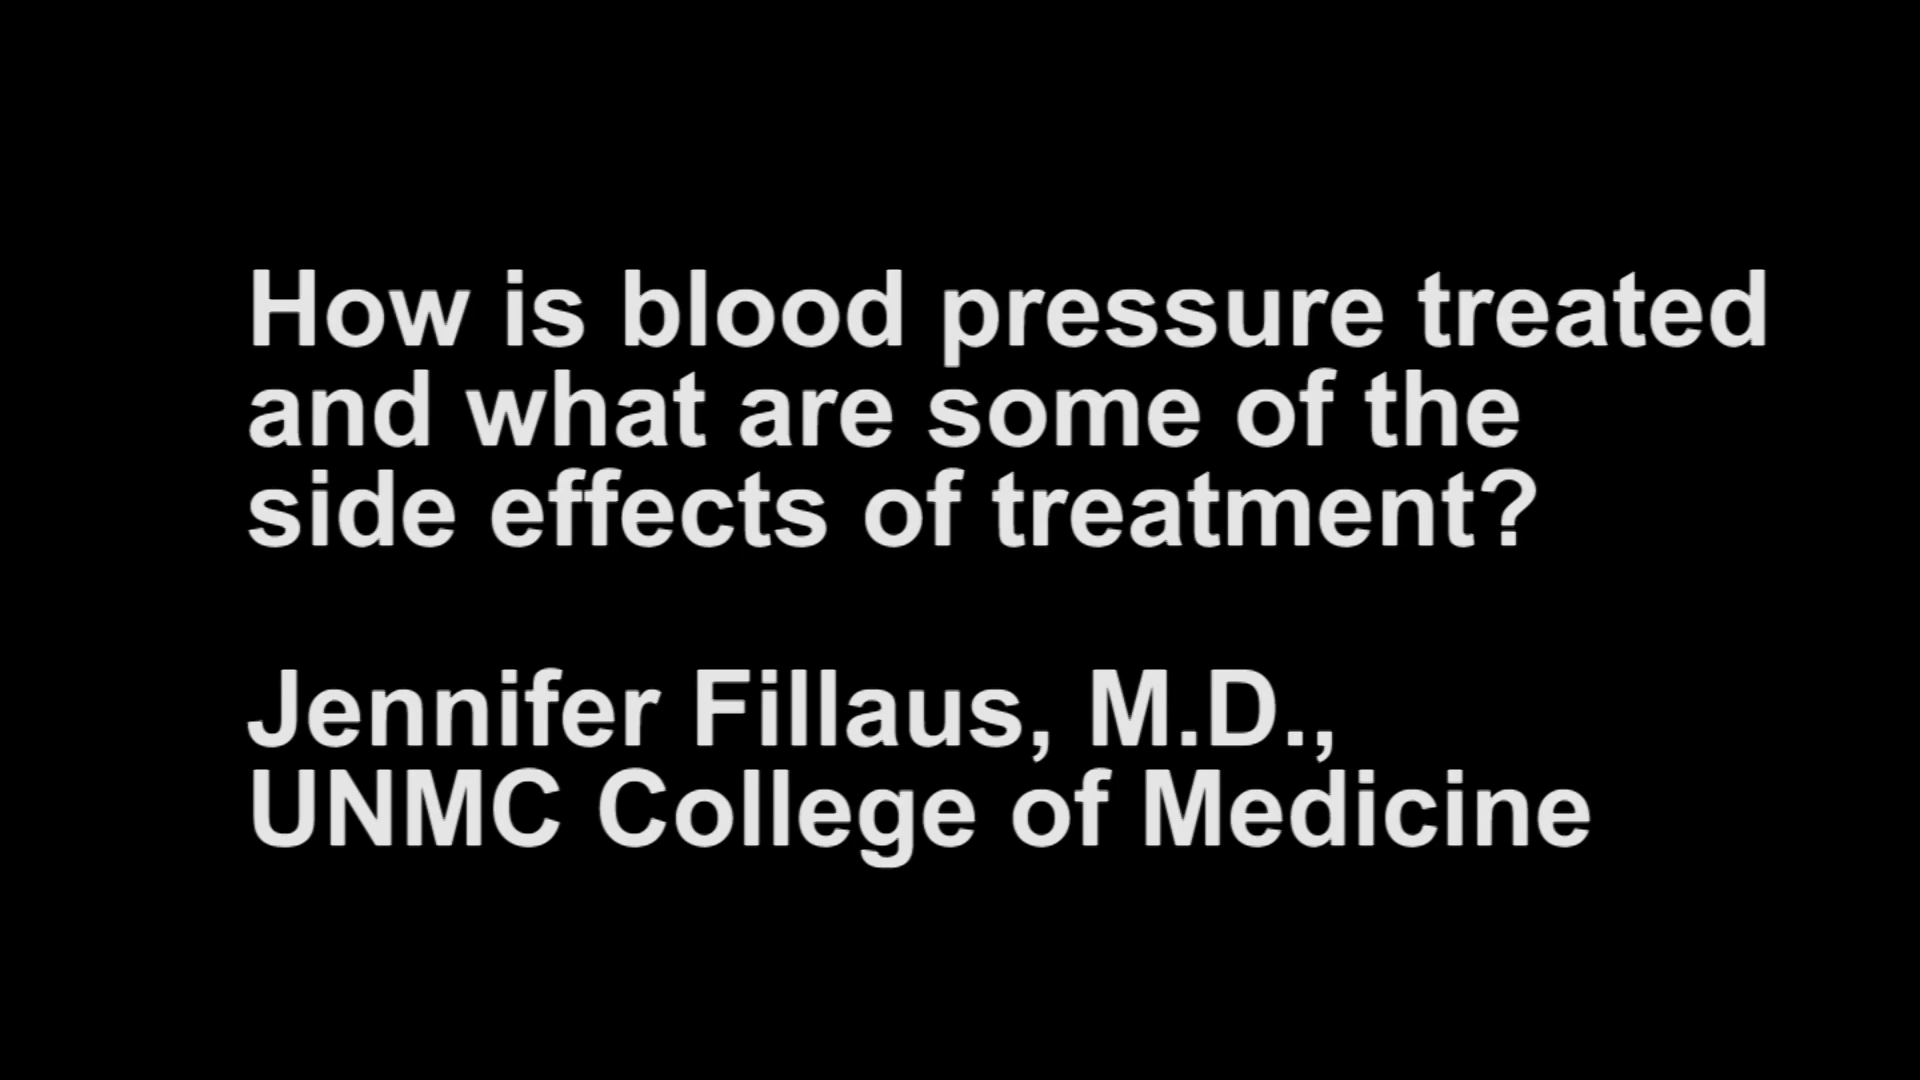 How is blood pressure treated
and what are some of the
side effects of treatment?
Jennifer Fillaus, M.D.,
UNMC College of Medicine